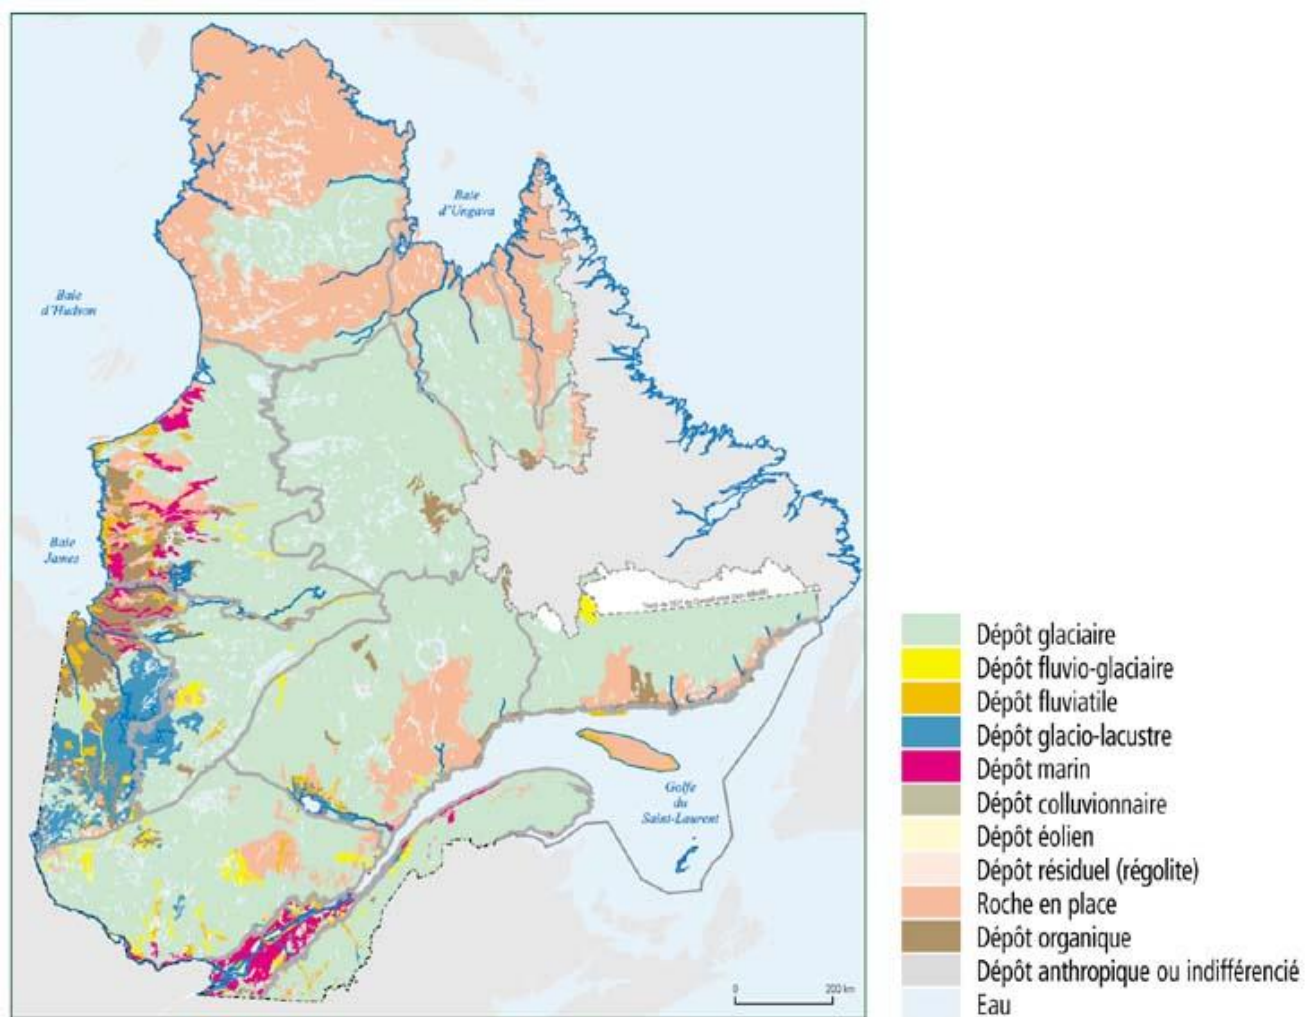 Baie
d'Ungava
Baie
d'Hudson
Baie
James
Golfe
du
Saint-Laurent
0 200 km
Dépôt glaciaire
Dépôt fluvio-glaciaire
Dépôt fluviatile
Dépôt glacio-lacustre
Dépôt marin
Dépôt colluvionnaire
Dépôt éolien
Dépôt résiduel (régolite)
Roche en place
Dépôt organique
Dépôt anthropique ou indifférencié
Eau